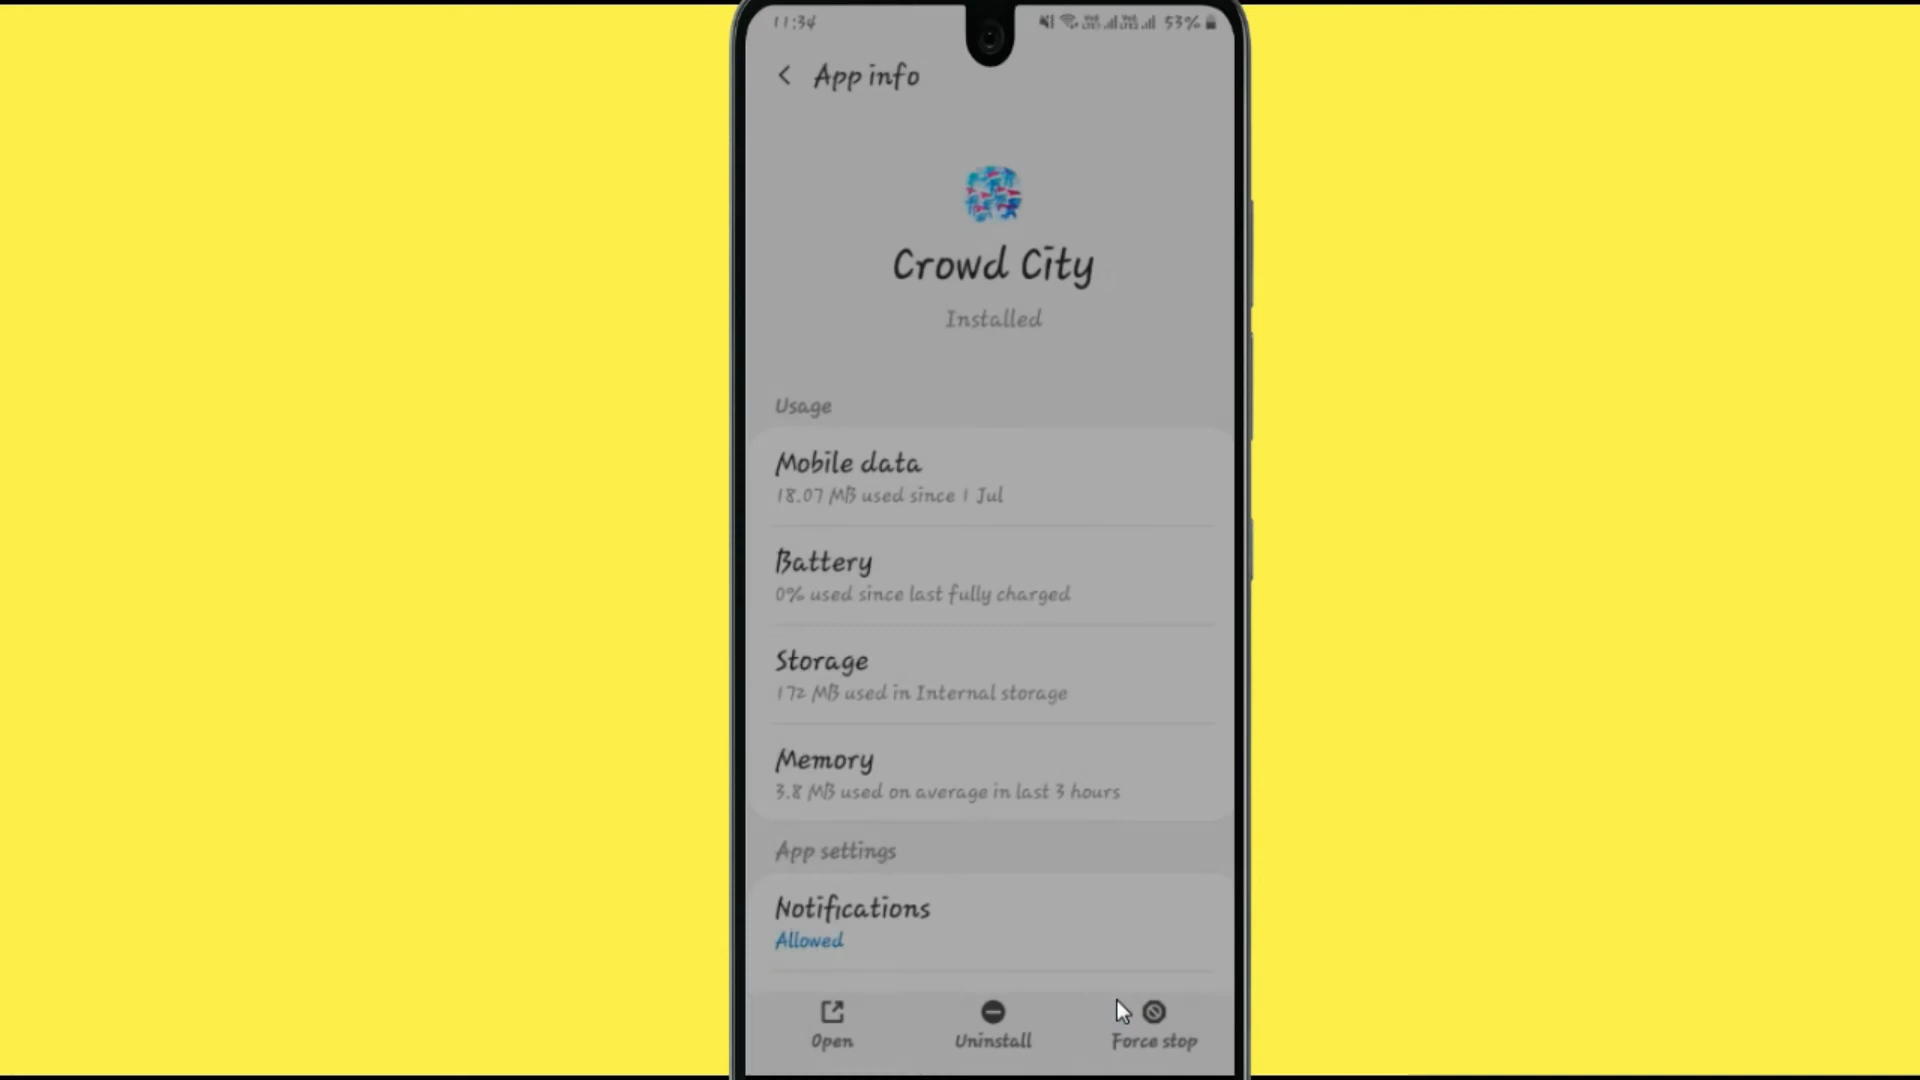 11:34
53%
App info
Crowd City
Installed
Usage
Mobile data
18.07 MB used since 1 Jul
Battery
0% used since last fully charged
Storage
172 MB used in Internal storage
Memory
3.8 MB used on average in last 3 hours
App settings
Notifications
Allowed
Open
Uninstall
Force stop